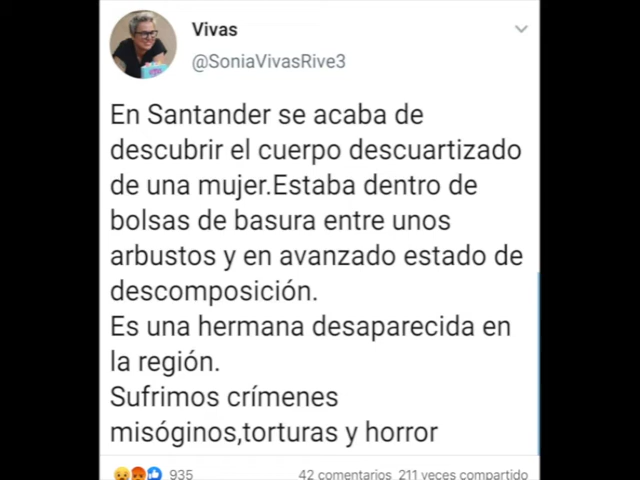 Vivas
@SoniaVivasRive3
En Santander se acaba de
descubrir el cuerpo descuartizado
de una mujer.Estaba dentro de
bolsas de basura entre unos
arbustos y en avanzado estado de
descomposición.
Es una hermana desaparecida en
la región.
Sufrimos crímenes
misóginos,torturas y horror
935 42 comentarios 211 veces compartido